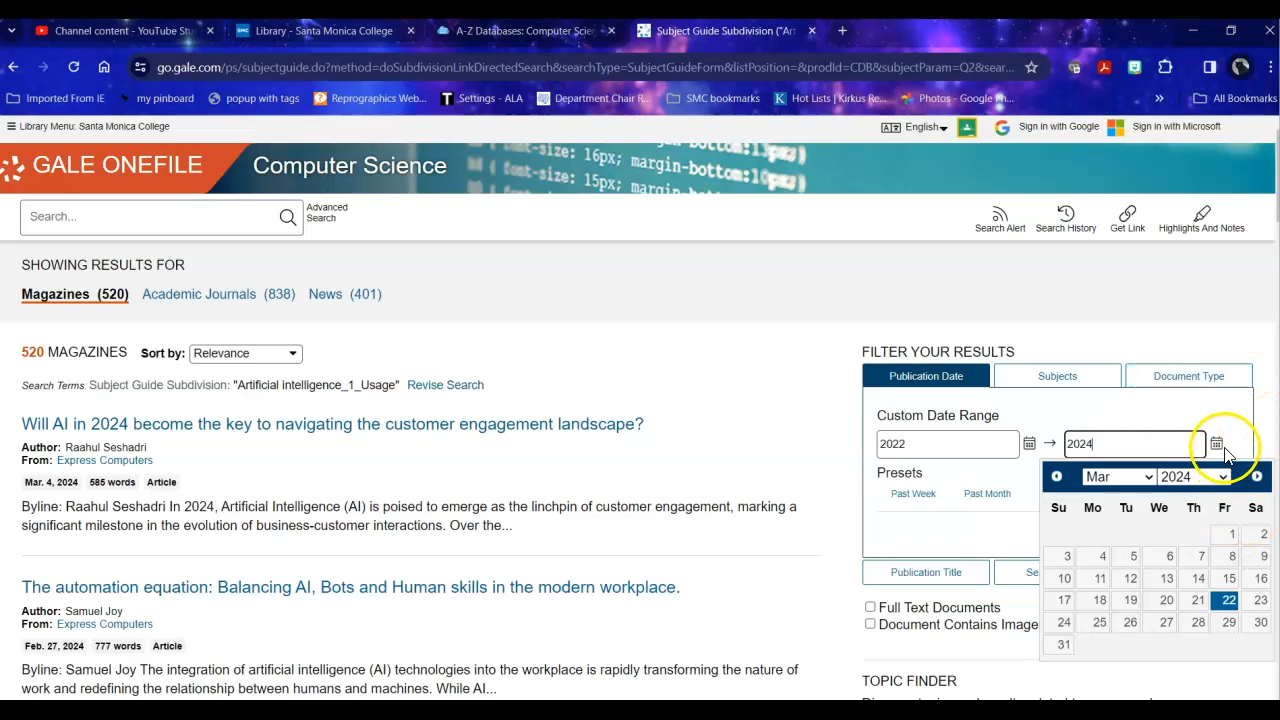 Channel content - YouTube Stu
Library - Santa Monica College
A-Z Databases: Computer Scien
Subject Guide Subdivision ("Art
go.gale.com/ps/subjectguide.do?method=doSubdivisionLinkDirectedSearch&searchType=SubjectGuideForm&listPosition=&prodId=CDB&subjectParam=Q2&sear...
Imported From IE
my pinboard
popup with tags
Reprographics Web...
Settings - ALA
Department Chair R...
SMC bookmarks
Hot Lists | Kirkus Re...
Photos - Google Ph...
All Bookmarks
Library Menu: Santa Monica College
English
Sign in with Google
Sign in with Microsoft
GALE ONEFILE
Computer Science
font-size: 16px; margin-bottom:13px;
font-size: 15px; margin-bottom:10px;
Search...
Advanced
Search
Search Alert
Search History
Get Link
Highlights And Notes
SHOWING RESULTS FOR
Magazines (520)
Academic Journals (838)
News (401)
520 MAGAZINES
Sort by: Relevance
Search Terms: Subject Guide Subdivision: "Artificial intelligence_1_Usage" Revise Search
Will AI in 2024 become the key to navigating the customer engagement landscape?
Author: Raahul Seshadri
From: Express Computers
Mar. 4, 2024 585 words Article
Byline: Raahul Seshadri In 2024, Artificial Intelligence (AI) is poised to emerge as the linchpin of customer engagement, marking a
significant milestone in the evolution of business-customer interactions. Over the...
The automation equation: Balancing AI, Bots and Human skills in the modern workplace.
Author: Samuel Joy
From: Express Computers
Feb. 27, 2024 777 words Article
Byline: Samuel Joy The integration of artificial intelligence (AI) technologies into the workplace is rapidly transforming the nature of
work and redefining the relationship between humans and machines. While AI...
FILTER YOUR RESULTS
Publication Date
Subjects
Document Type
Custom Date Range
2022
2024
Presets
Past Week
Past Month
Publication Title
Se
Full Text Documents
Document Contains Image
TOPIC FINDER
Mar 2024
Su Mo Tu We Th Fr Sa
1 2
3 4 5 6 7 8 9
10 11 12 13 14 15 16
17 18 19 20 21 22 23
24 25 26 27 28 29 30
31